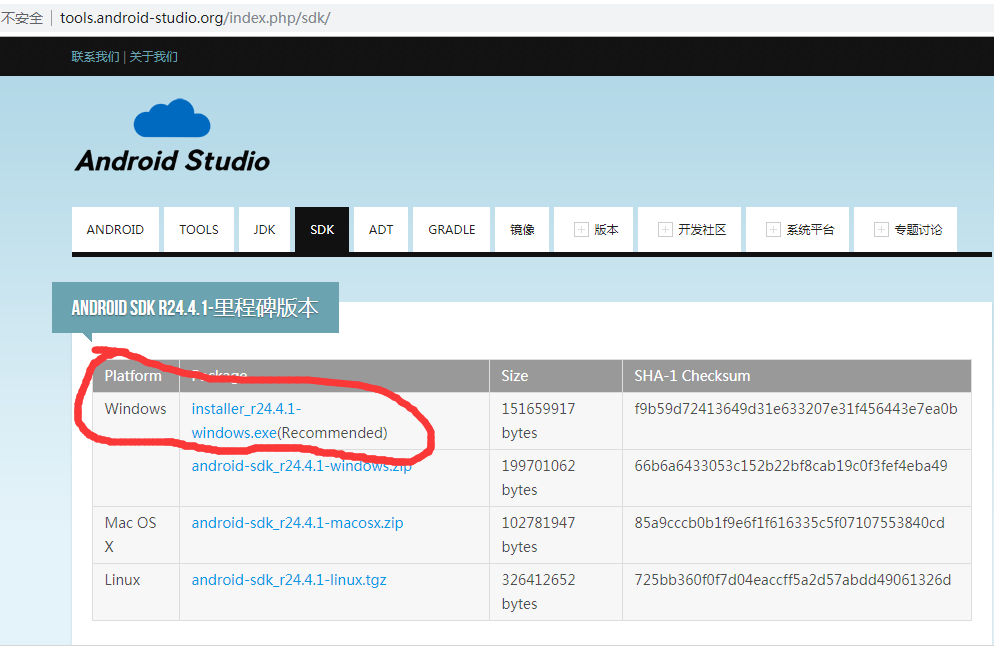 不安全 | tools.android-studio.org/index.php/sdk/
联系我们 | 关于我们
Android Studio
ANDROID TOOLS JDK SDK ADT GRADLE 镜像 版本 开发社区 系统平台 专题讨论
ANDROID SDK R24.4.1-里程碑版本
Platform Package Size SHA-1 Checksum
Windows installer_r24.4.1- 151659917 f9b59d72413649d31e633207e31f456443e7ea0b
windows.exe(Recommended) bytes
android-sdk_r24.4.1-windows.zip 199701062 66b6a6433053c152b22bf8cab19c0f3fef4eba49
bytes
Mac OS android-sdk_r24.4.1-macosx.zip 102781947 85a9cccb0b1f9e6f1f616335c5f07107553840cd
X bytes
Linux android-sdk_r24.4.1-linux.tgz 326412652 725bb360f0f7d04eaccff5a2d57abdd49061326d
bytes